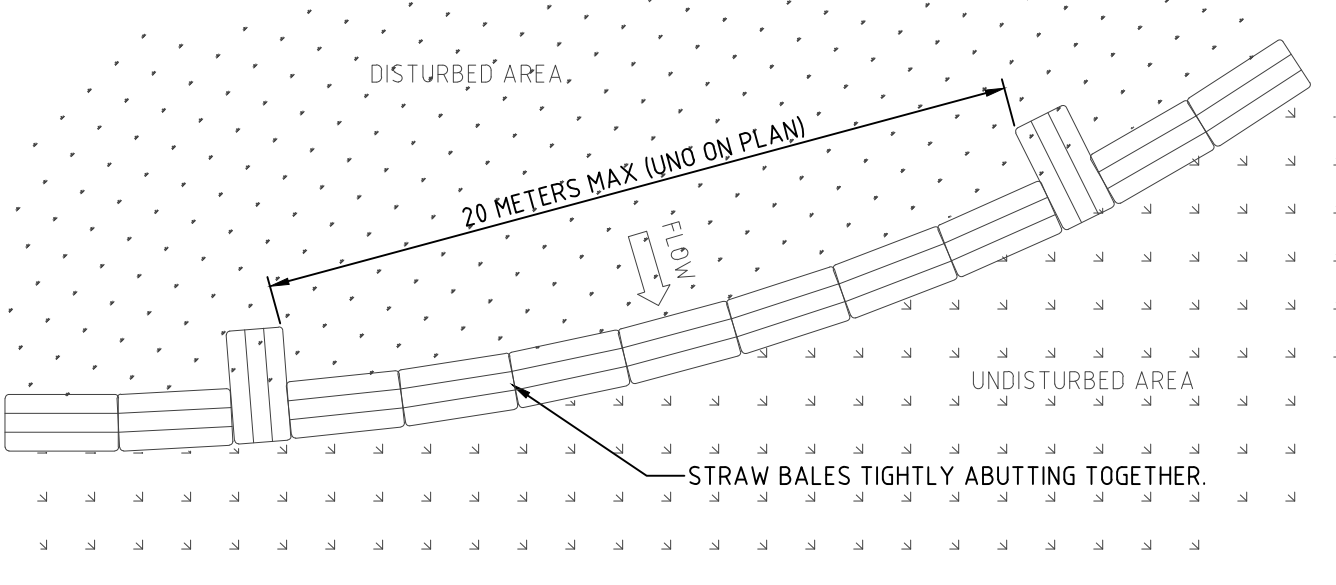 DISTURBED AREA
20 METERS MAX (UNO ON PLAN)
FLOW
UNDISTURBED AREA
STRAW BALES TIGHTLY ABUTTING TOGETHER.